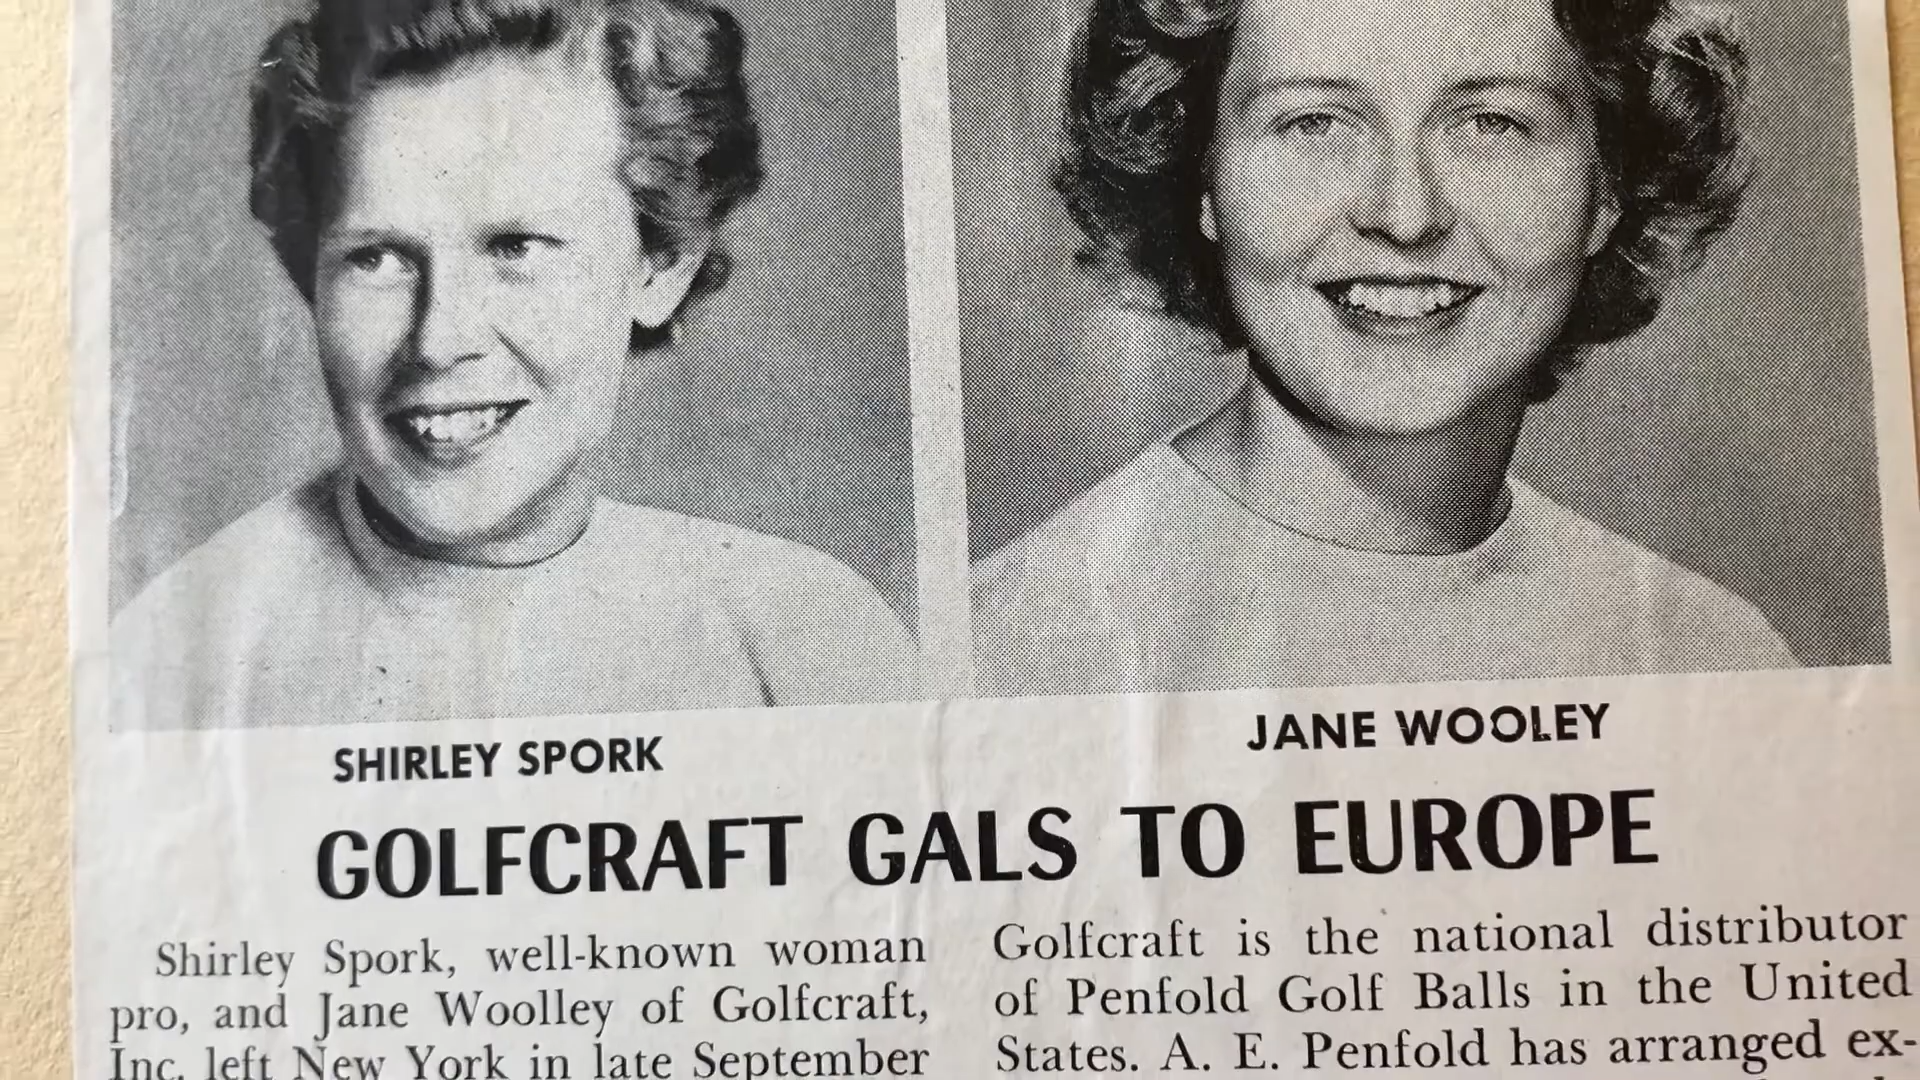 SHIRLEY SPORK
JANE WOOLEY
GOLFCRAFT GALS TO EUROPE
Shirley Spork, well-known woman
pro, and Jane Woolley of Golfcraft,
Inc. left New York in late September
Golfcraft is the national distributor
of Penfold Golf Balls in the United
States. A. E. Penfold has arranged ex-